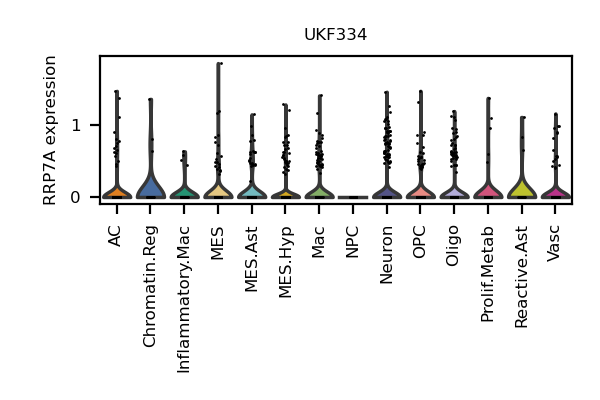 UKF334
RRP7A expression
1
0
AC
Chromatin.Reg
Inflammatory.Mac
MES
MES.Ast
MES.Hyp
Mac
NPC
Neuron
OPC
Oligo
Prolif.Metab
Reactive.Ast
Vasc